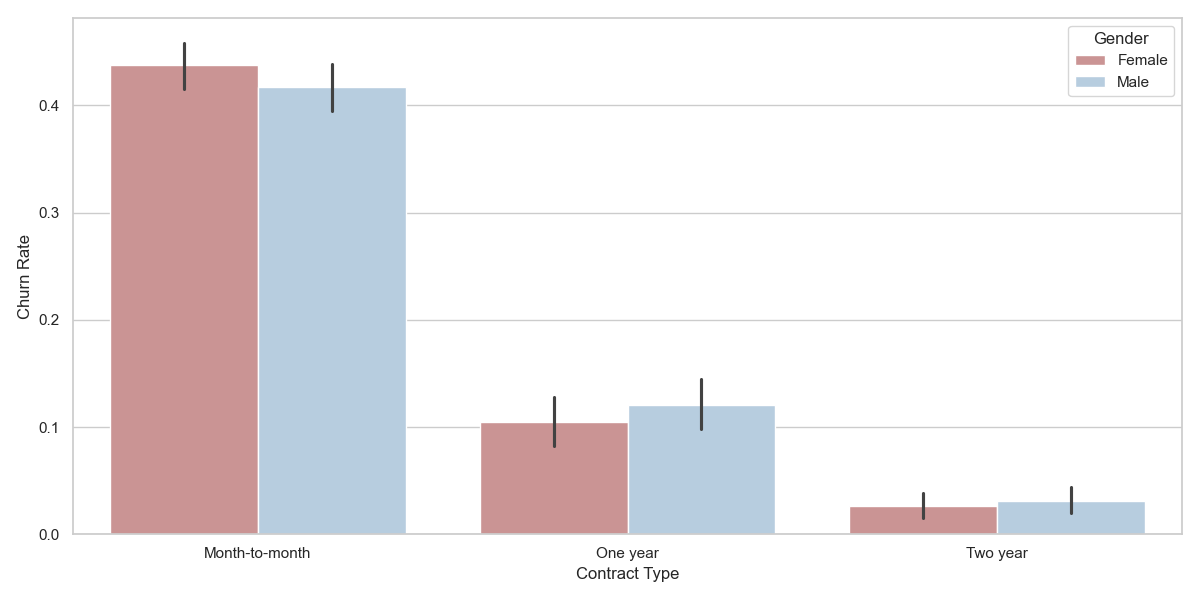 Gender
Female
Male
Churn Rate
0.4
0.3
0.2
0.1
0.0
Month-to-month
One year
Two year
Contract Type